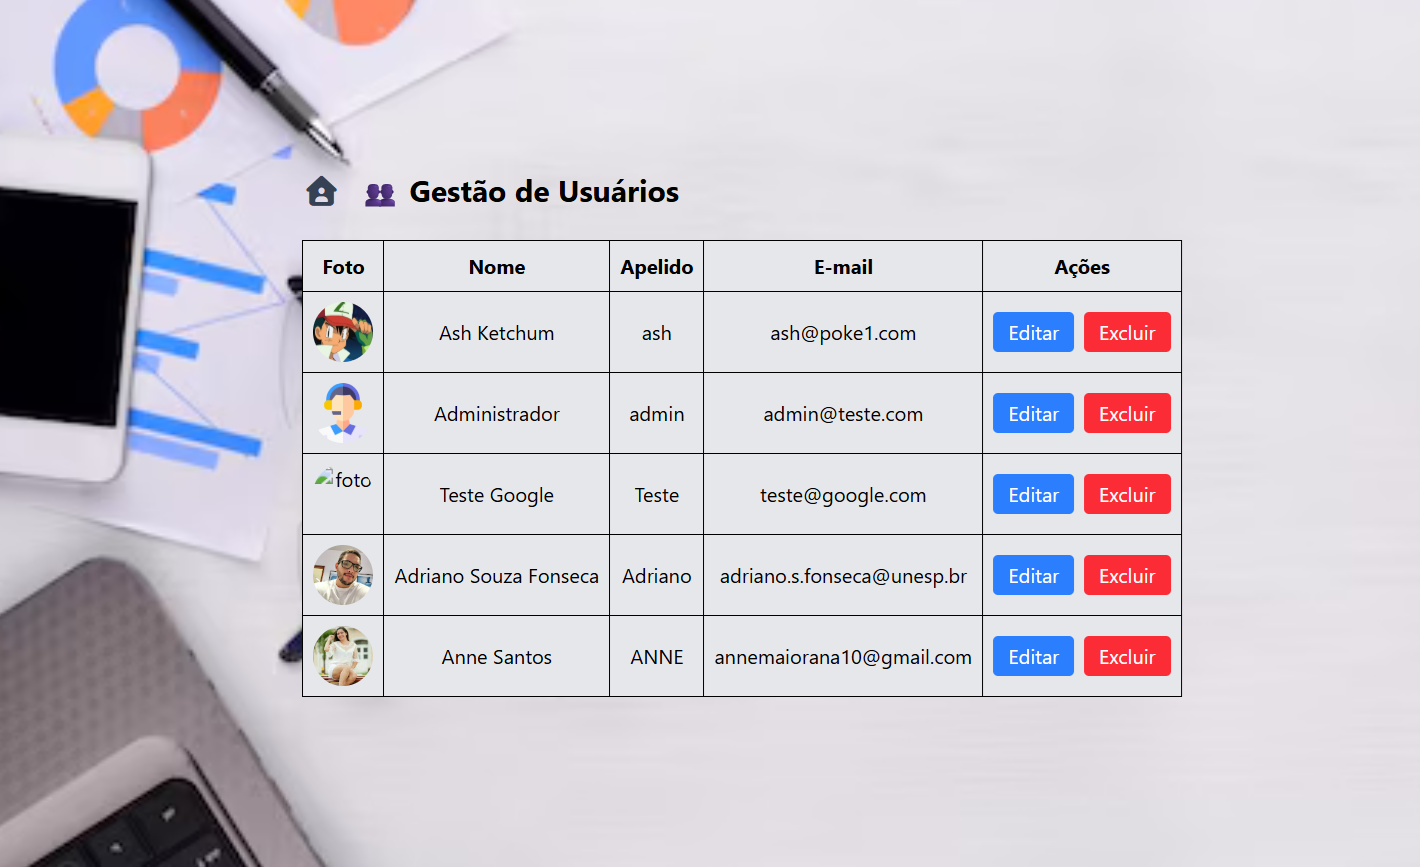 Gestão de Usuários
Foto Nome Apelido E-mail Ações
Ash Ketchum ash ash@poke1.com Editar Excluir
Administrador admin admin@teste.com Editar Excluir
foto Teste Google Teste teste@google.com Editar Excluir
Adriano Souza Fonseca Adriano adriano.s.fonseca@unesp.br Editar Excluir
Anne Santos ANNE annemaiorana10@gmail.com Editar Excluir